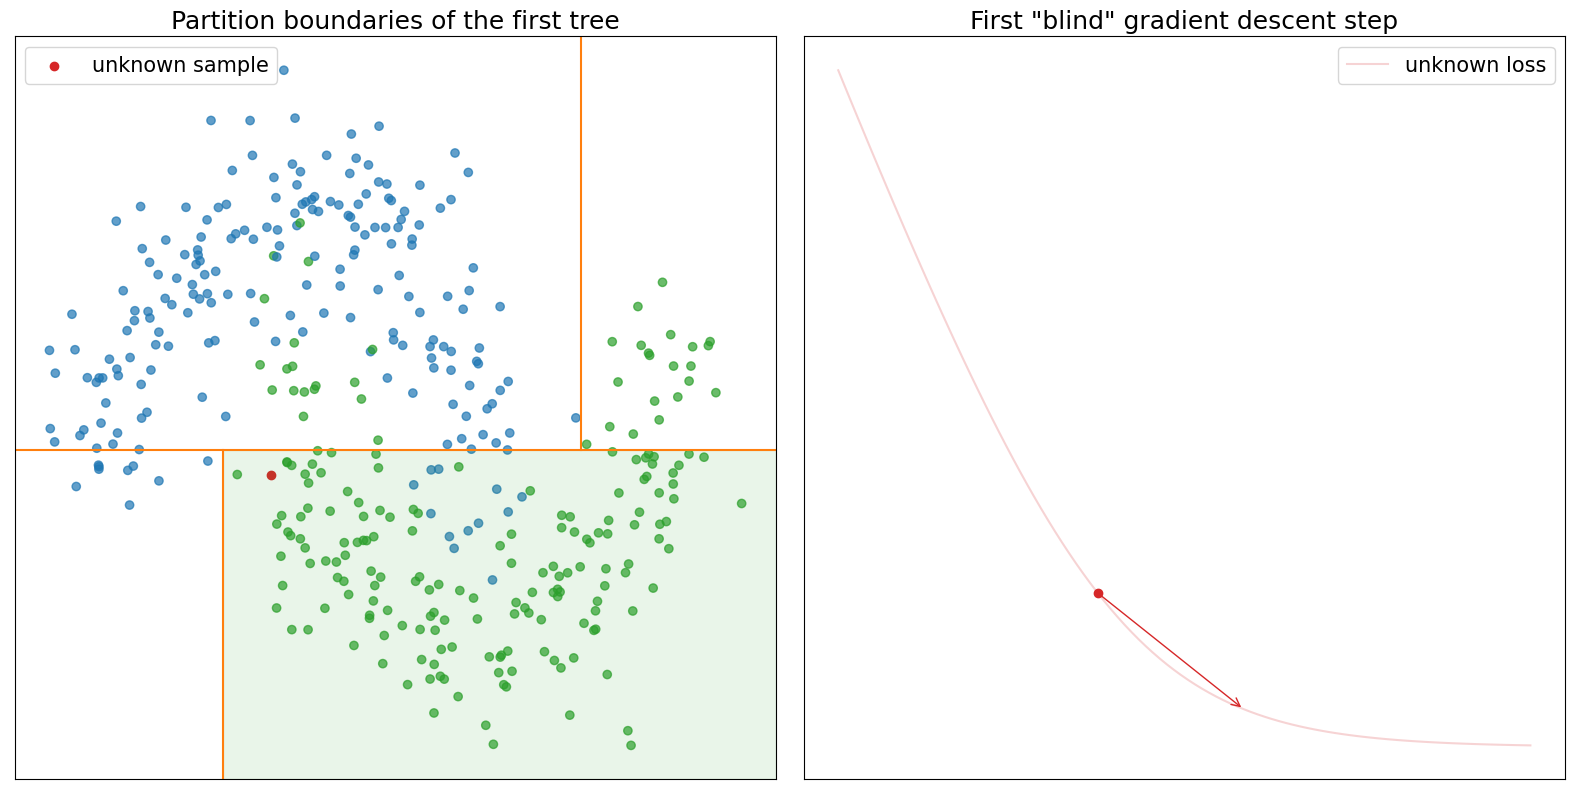 Partition boundaries of the first tree
unknown sample
First "blind" gradient descent step
unknown loss